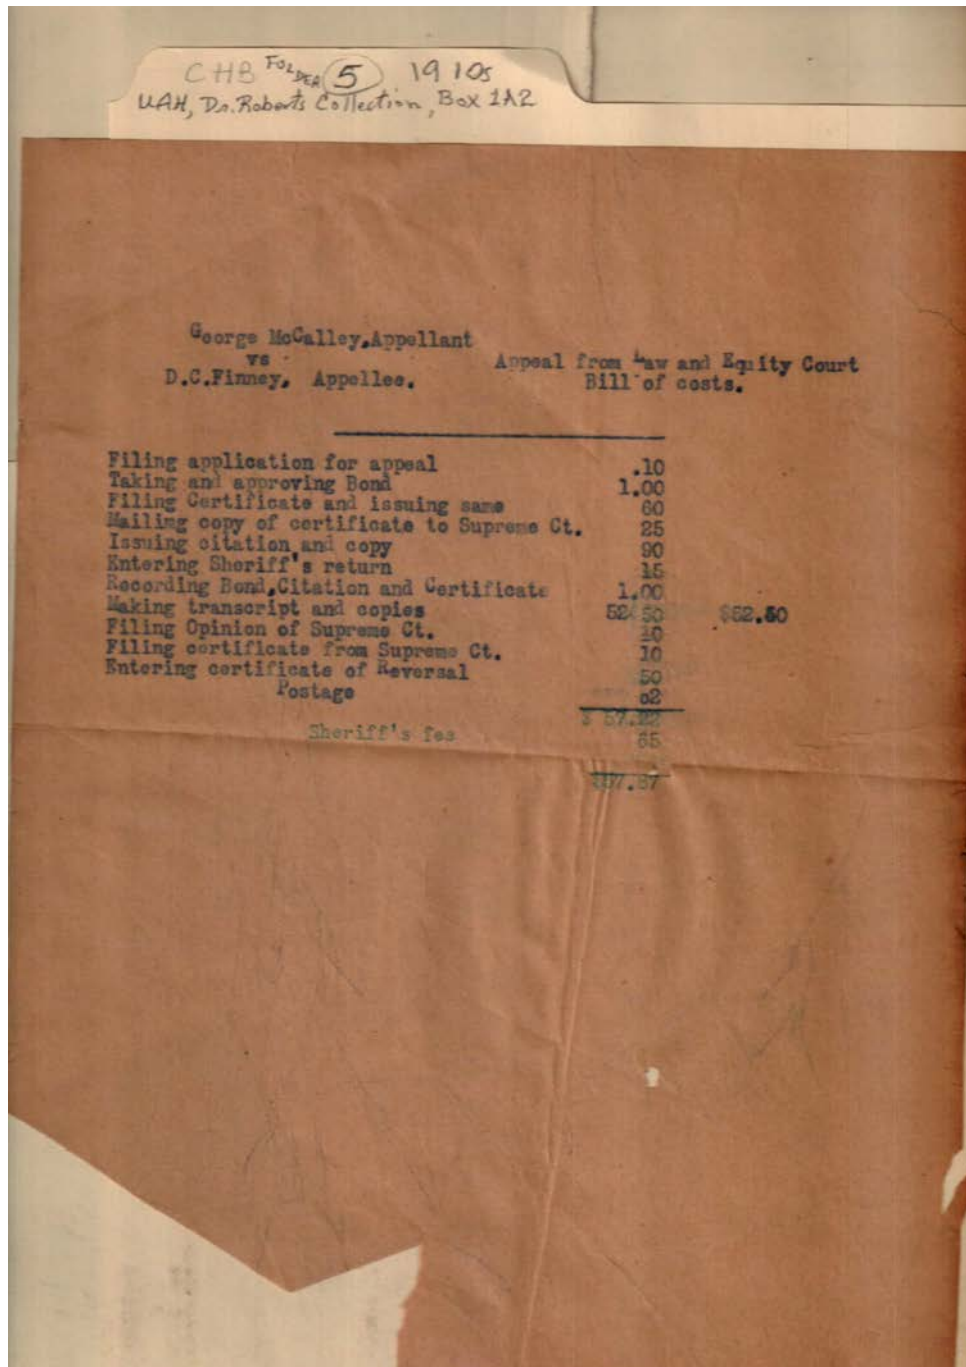 CHB FOLDER 5 1910s
UAH, Dr. Roberts Collection, Box 1A2
George McCalley, Appellant
vs
D.C.Finney, Appellee.
Appeal from Law and Equity Court
Bill of costs.
Filing application for appeal .10
Taking and approving Bond 1.00
Filing Certificate and issuing same 60
Mailing copy of certificate to Supreme Ct. 25
Issuing citation and copy 90
Entering Sheriff's return 15
Recording Bond,Citation and Certificate 1.00
Making transcript and copies 52 50 $52.50
Filing Opinion of Supreme Ct. 10
Filing certificate from Supreme Ct. 10
Entering certificate of Reversal 50
Postage 02
$ 57.22
Sheriff's fee 65
$57.87